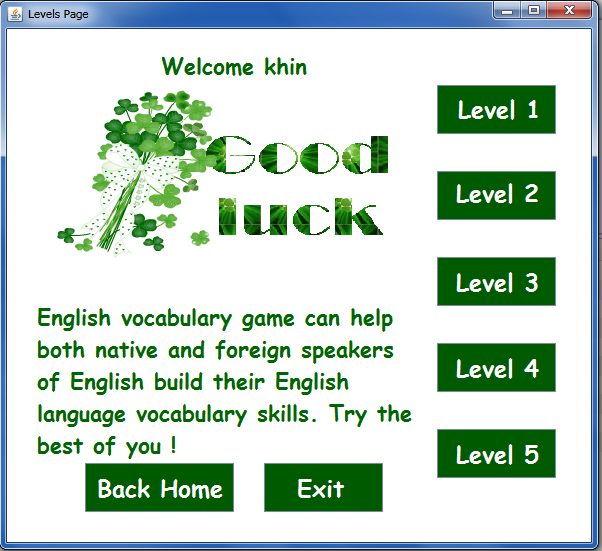 Levels Page
Welcome khin
Good
luck
Level 1
Level 2
Level 3
Level 4
Level 5
English vocabulary game can help
both native and foreign speakers
of English build their English
language vocabulary skills. Try the
best of you !
Back Home
Exit